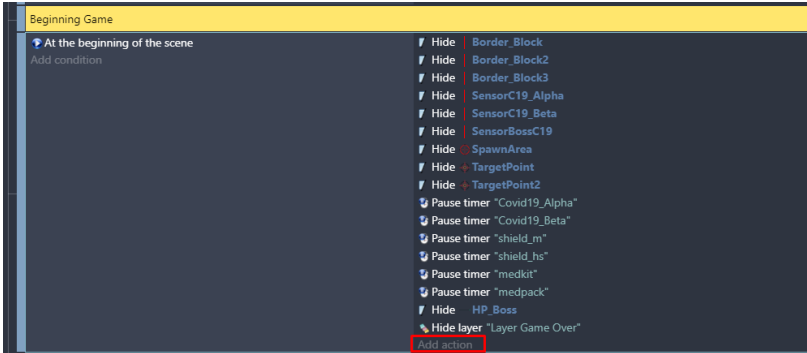 Beginning Game
At the beginning of the scene
Add condition
Hide Border_Block
Hide Border_Block2
Hide Border_Block3
Hide SensorC19_Alpha
Hide SensorC19_Beta
Hide SensorBossC19
Hide SpawnArea
Hide TargetPoint
Hide TargetPoint2
Pause timer "Covid19_Alpha"
Pause timer "Covid19_Beta"
Pause timer "shield_m"
Pause timer "shield_hs"
Pause timer "medkit"
Pause timer "medpack"
Hide HP_Boss
Hide layer "Layer Game Over"
Add action